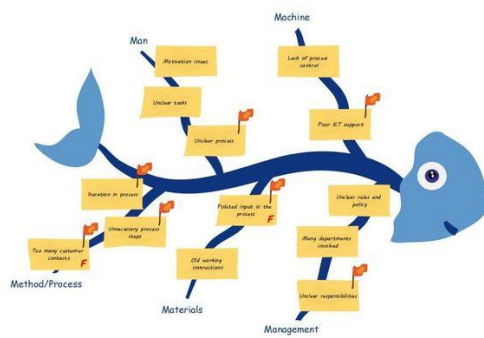 Man
Machine
Motivation issues
Lack of process
control
Unclear tasks
Unclear process
Poor ICT support
Iteration in process
Unnecessary process
steps
Too many customer
contacts
F
Method/Process
Poluted input in the
process
F
Old working
instructions
Materials
Unclear rules and
policy
Many departments
involved
Unclear responsibilities
Management